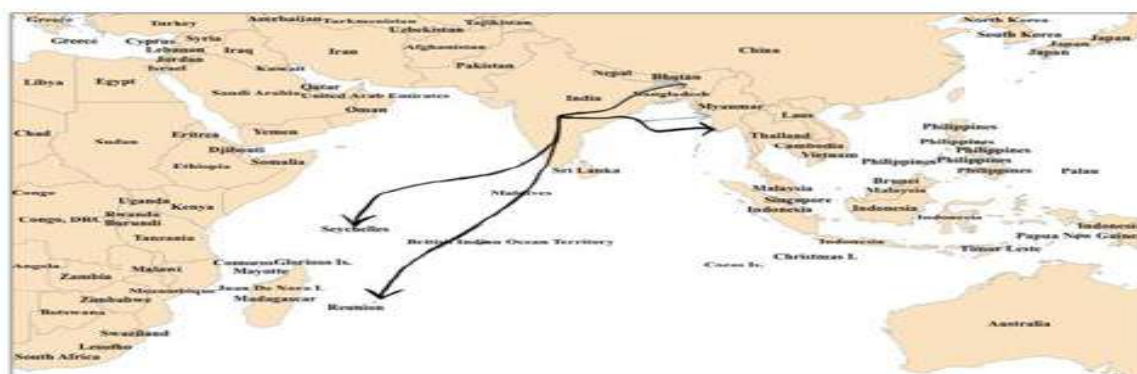 Greece
Turkey
Azerbaijan
Turkmenistan
Tajikistan
Uzbekistan
North Korea
South Korea
Japan
Japan
Japan
Greece
Cyprus
Syria
Lebanon
Iraq
Iran
Afghanistan
China
Jordan
Israel
Kuwait
Pakistan
Nepal
Bhutan
Libya
Egypt
Qatar
Saudi Arabia
United Arab Emirates
India
Bangladesh
Oman
Myanmar
Laos
Chad
Sudan
Eritrea
Yemen
Djibouti
Thailand
Cambodia
Vietnam
Philippines
Philippines
Philippines
Philippines
Philippines
Philippines
Ethiopia
Somalia
Sri Lanka
Palau
Congo
Uganda
Kenya
Maldives
Malaysia
Brunei
Malaysia
Singapore
Indonesia
Indonesia
Indonesia
Indonesia
Congo, DRC
Rwanda
Burundi
Tanzania
Seychelles
British Indian Ocean Territory
Indonesia
Papua New Guinea
Timor Leste
Angola
Zambia
Malawi
Comoros
Glorioso Is.
Mayotte
Cocos Is.
Christmas I.
Zimbabwe
Mozambique
Juan De Nova I.
Madagascar
Reunion
Botswana
Swaziland
Lesotho
South Africa
Australia